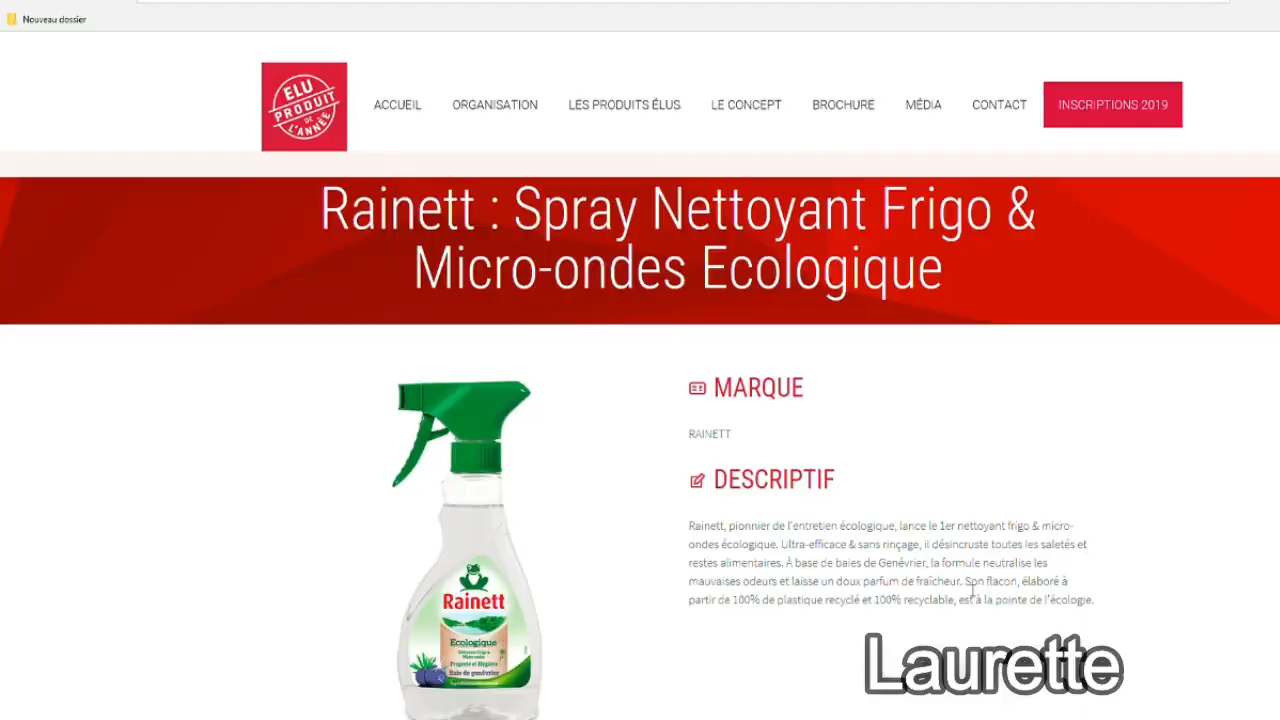 Nouveau dossier
ELU
PRODUIT
DE
L'ANNÉE
ACCUEIL
ORGANISATION
LES PRODUITS ÉLUS
LE CONCEPT
BROCHURE
MÉDIA
CONTACT
INSCRIPTIONS 2019
Rainett : Spray Nettoyant Frigo &
Micro-ondes Ecologique
MARQUE
RAINETT
DESCRIPTIF
Rainett, pionnier de l'entretien écologique, lance le 1er nettoyant frigo & micro-
ondes écologique. Ultra-efficace & sans rinçage, il désincruste toutes les saletés et
restes alimentaires. À base de baies de Genévrier, la formule neutralise les
mauvaises odeurs et laisse un doux parfum de fraîcheur. Son flacon, élaboré à
partir de 100% de plastique recyclé et 100% recyclable, est à la pointe de l'écologie.
Rainett
Ecologique
Nettoyant Frigo &
Micro-ondes
Propreté et Hygiène
Baie de genévrier
Laurette